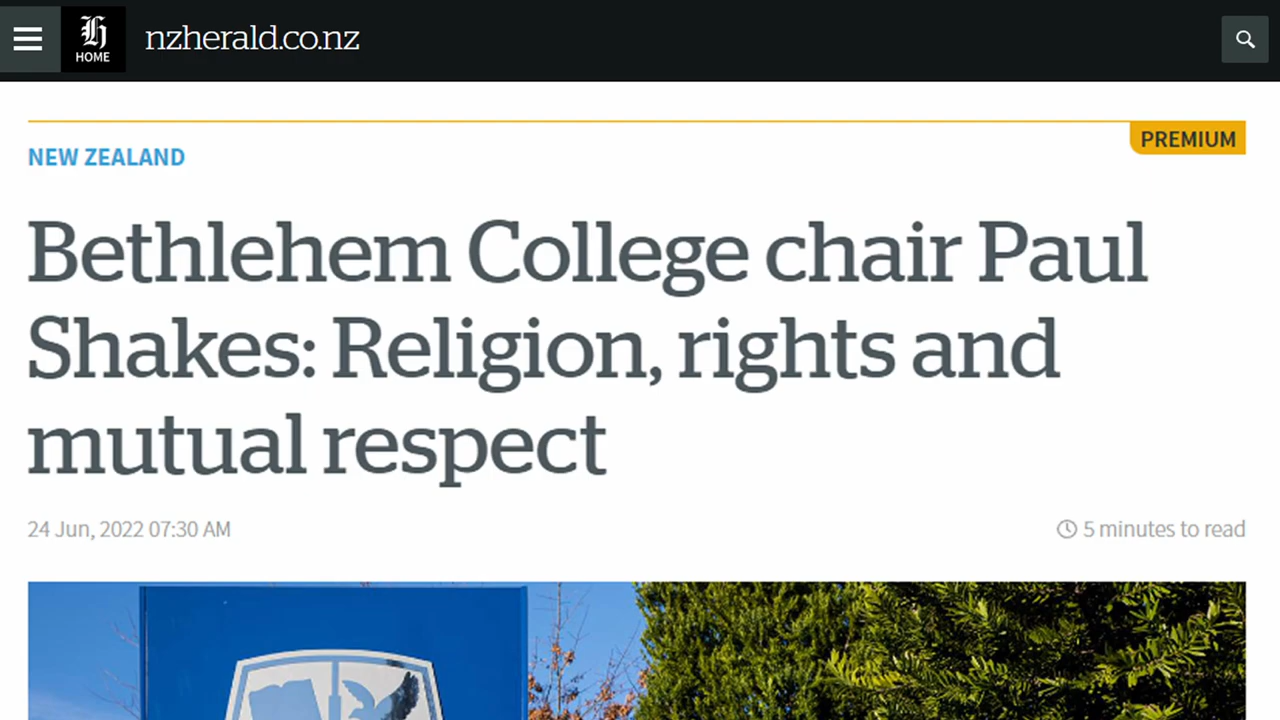 HOME
nzherald.co.nz
PREMIUM
NEW ZEALAND
Bethlehem College chair Paul
Shakes: Religion, rights and
mutual respect
24 Jun, 2022 07:30 AM
5 minutes to read